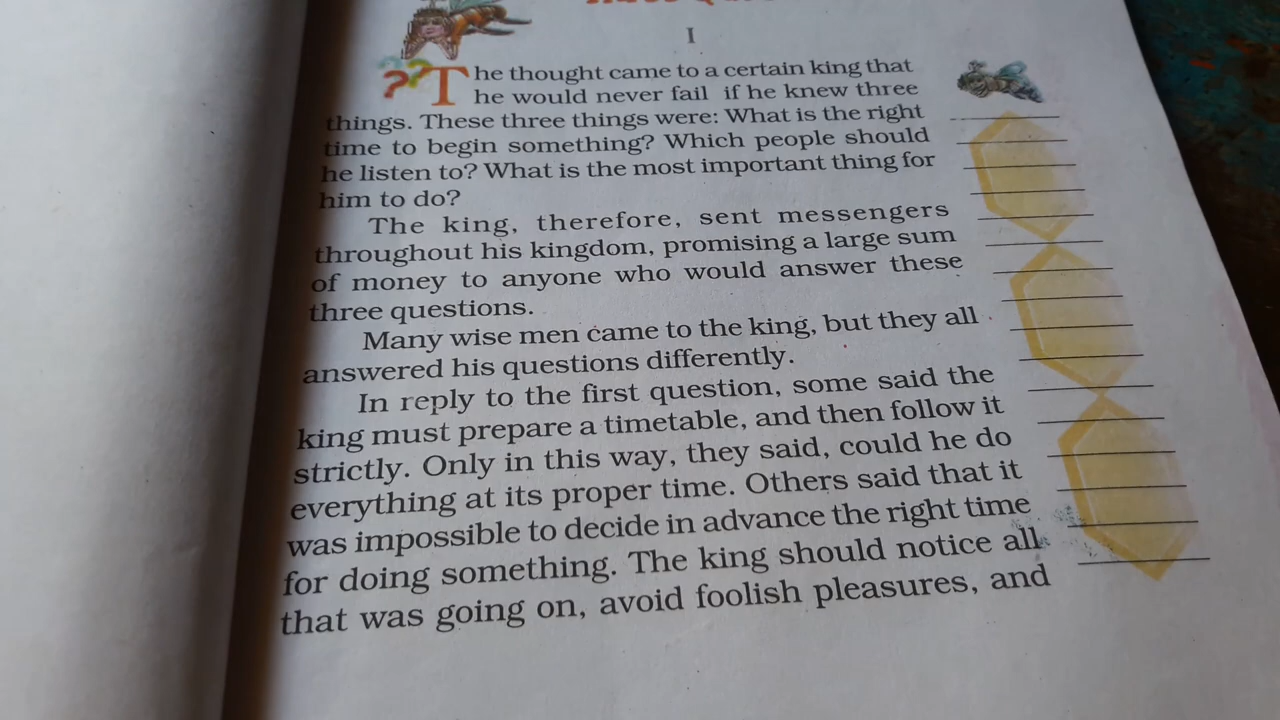 I
The thought came to a certain king that
he would never fail if he knew three
things. These three things were: What is the right
time to begin something? Which people should
he listen to? What is the most important thing for
him to do?
The king, therefore, sent messengers
throughout his kingdom, promising a large sum
of money to anyone who would answer these
three questions.
Many wise men came to the king, but they all
answered his questions differently.
In reply to the first question, some said the
king must prepare a timetable, and then follow it
strictly. Only in this way, they said, could he do
everything at its proper time. Others said that it
was impossible to decide in advance the right time
for doing something. The king should notice all
that was going on, avoid foolish pleasures, and